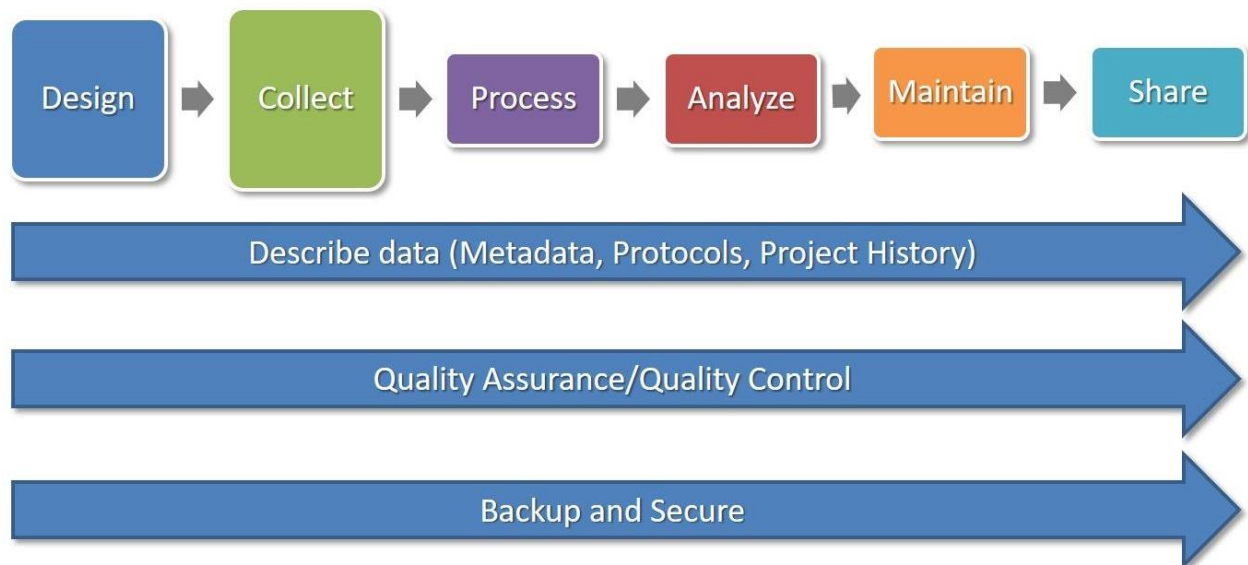 Design
Collect
Process
Analyze
Maintain
Share
Describe data (Metadata, Protocols, Project History)
Quality Assurance/Quality Control
Backup and Secure